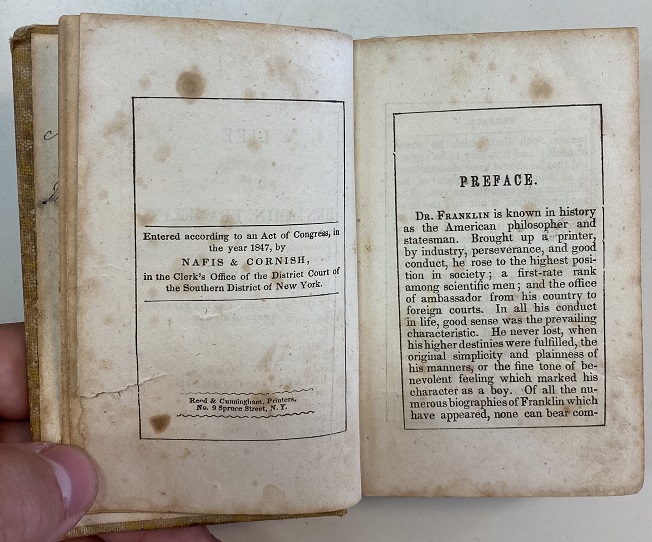 Entered according to an Act of Congress, in
the year 1847, by
NAFIS & CORNISH,
in the Clerk's Office of the District Court of
the Southern District of New York.
Reed & Cunningham, Printers,
No. 9 Spruce Street, N. Y.
PREFACE.
DR. FRANKLIN is known in history
as the American philosopher and
statesman. Brought up a printer,
by industry, perseverance, and good
conduct, he rose to the highest posi-
tion in society; a first-rate rank
among scientific men; and the office
of ambassador from his country to
foreign courts. In all his conduct
in life, good sense was the prevailing
characteristic. He never lost, when
his higher destinies were fulfilled, the
original simplicity and plainness of
his manners, or the fine tone of be-
nevolent feeling which marked his
character as a boy. Of all the nu-
merous biographies of Franklin which
have appeared, none can bear com-